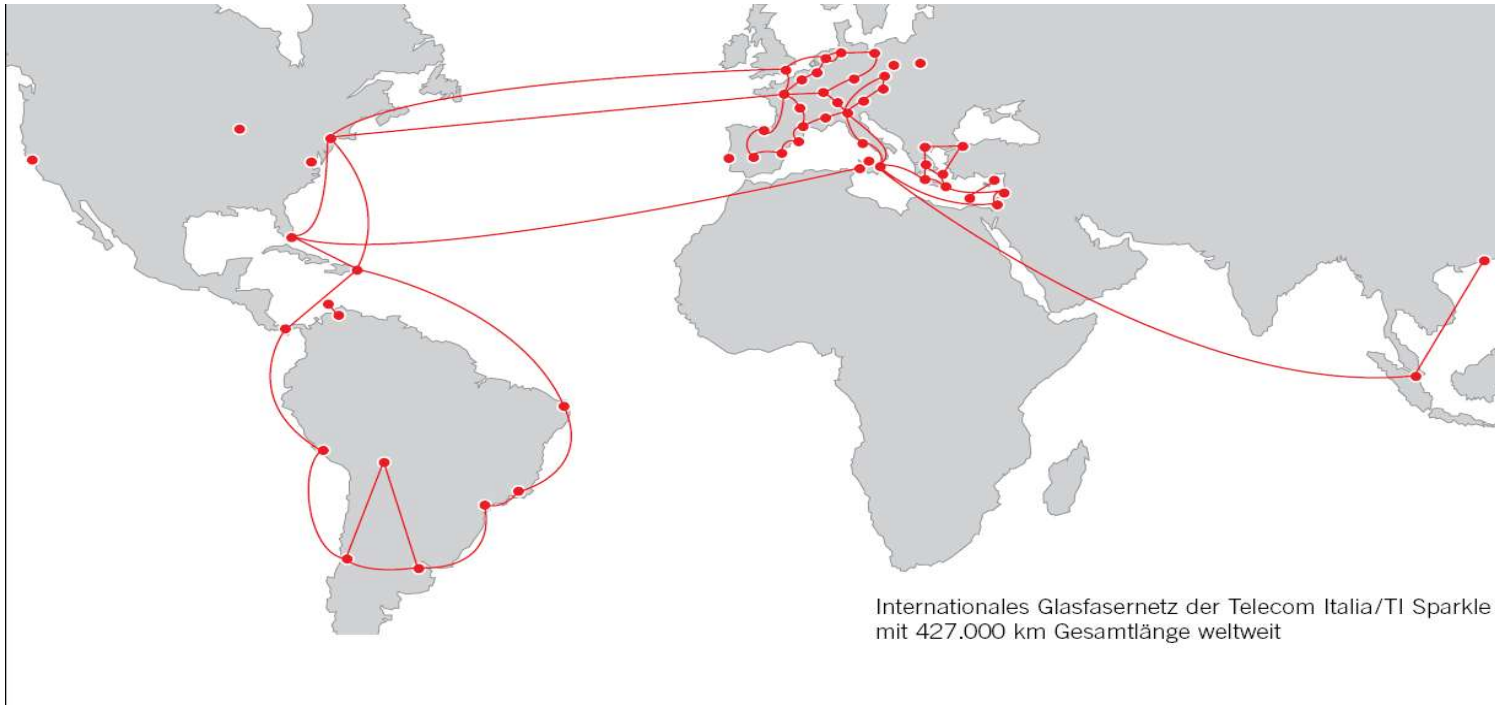 Internationales Glasfasernetz der Telecom Italia/TI Sparkle
mit 427.000 km Gesamtlänge weltweit